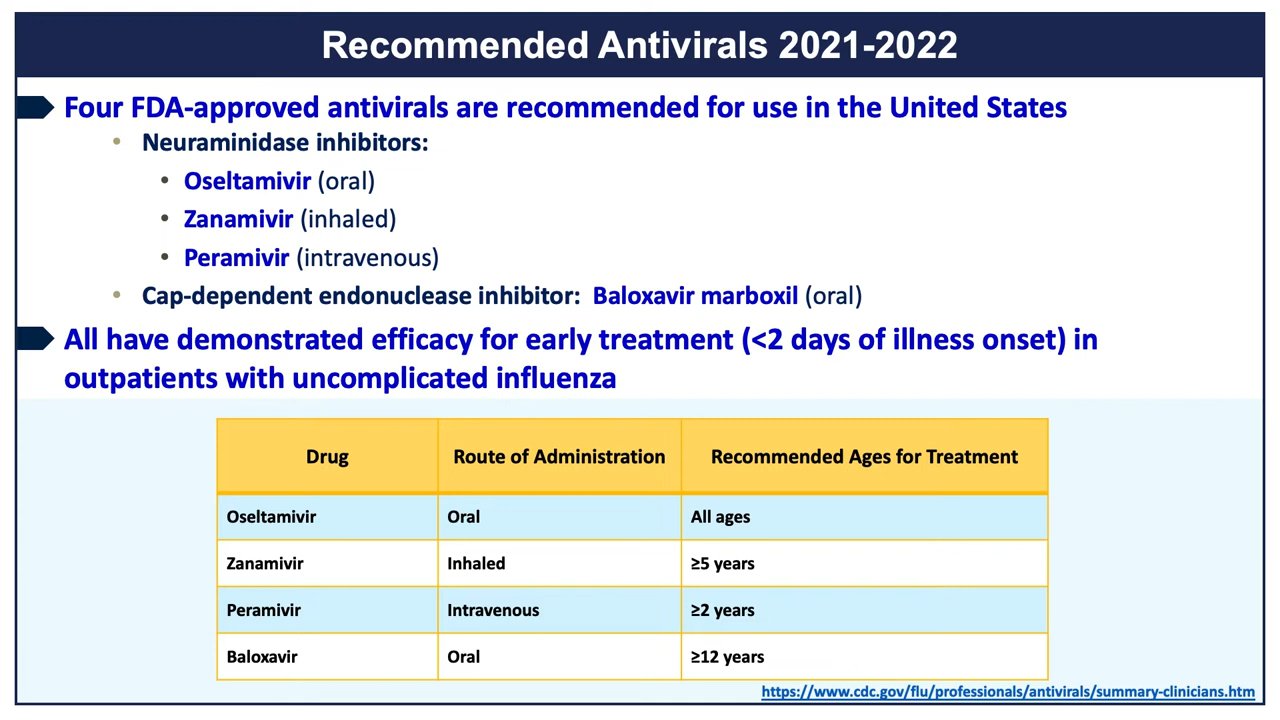 Recommended Antivirals 2021-2022
Four FDA-approved antivirals are recommended for use in the United States
• Neuraminidase inhibitors:
• Oseltamivir (oral)
• Zanamivir (inhaled)
• Peramivir (intravenous)
• Cap-dependent endonuclease inhibitor: Baloxavir marboxil (oral)
All have demonstrated efficacy for early treatment (<2 days of illness onset) in
outpatients with uncomplicated influenza
Drug Route of Administration Recommended Ages for Treatment
Oseltamivir Oral All ages
Zanamivir Inhaled ≥5 years
Peramivir Intravenous ≥2 years
Baloxavir Oral ≥12 years
https://www.cdc.gov/flu/professionals/antivirals/summary-clinicians.htm